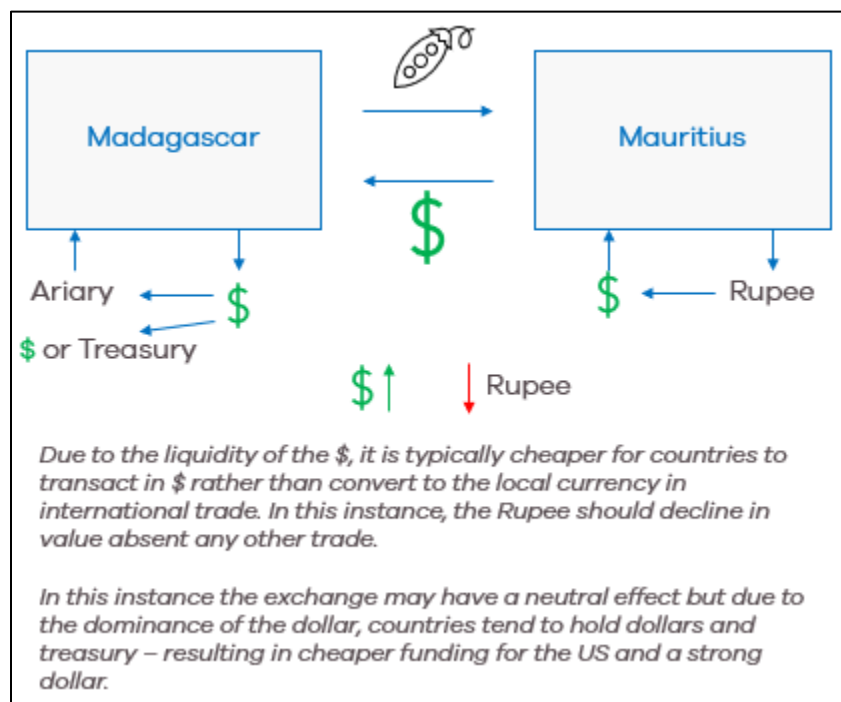 Madagascar
Mauritius
$
Ariary
$
$
Rupee
$ or Treasury
$
Rupee
Due to the liquidity of the $, it is typically cheaper for countries to
transact in $ rather than convert to the local currency in
international trade. In this instance, the Rupee should decline in
value absent any other trade.
In this instance the exchange may have a neutral effect but due to
the dominance of the dollar, countries tend to hold dollars and
treasury – resulting in cheaper funding for the US and a strong
dollar.